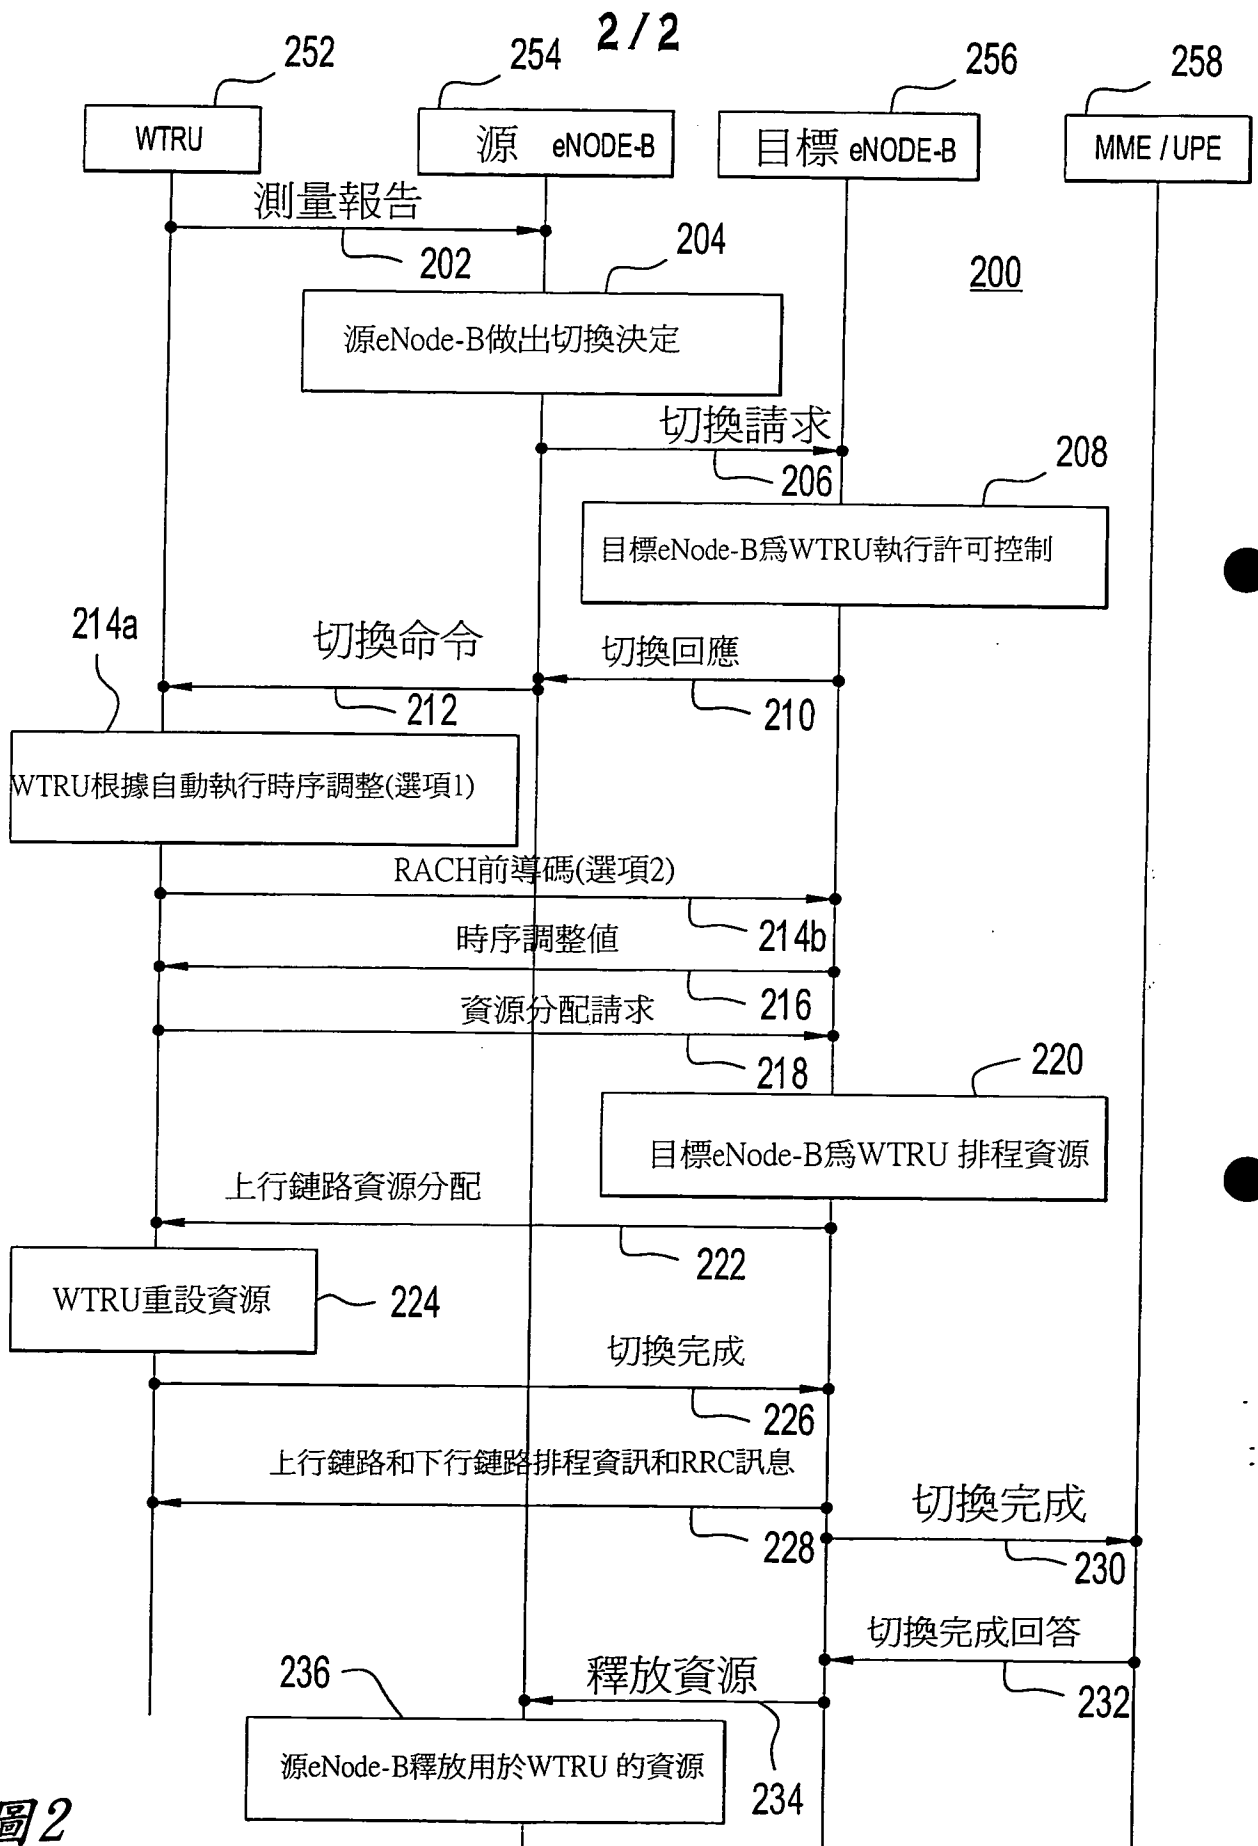 2/2
252
254
256
258
WTRU
源 eNODE-B
目標 eNODE-B
MME / UPE
測量報告
202
204
200
源eNode-B做出切換決定
切換請求
206
208
目標eNode-B爲WTRU執行許可控制
214a
切換命令
切換回應
212
210
WTRU根據自動執行時序調整(選項1)
RACH前導碼(選項2)
214b
時序調整值
216
資源分配請求
218
220
目標eNode-B爲WTRU 排程資源
上行鏈路資源分配
222
WTRU重設資源
224
切換完成
226
上行鏈路和下行鏈路排程資訊和RRC訊息
228
切換完成
230
切換完成回答
232
236
釋放資源
234
源eNode-B釋放用於WTRU 的資源
圖2